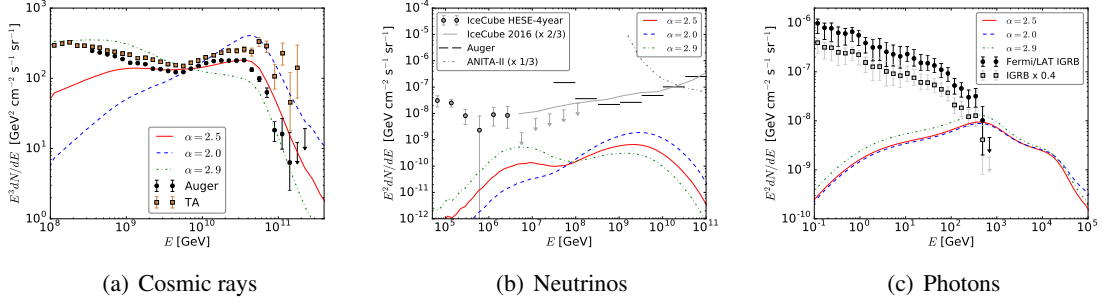 10^3
10^2
10^1
10^0
E^3 dN/dE [GeV^2 cm^-2 s^-1 sr^-1]
α = 2.5
α = 2.0
α = 2.9
Auger
TA
10^8 10^9 10^10 10^11
E [GeV]
(a) Cosmic rays
10^-4
10^-5
10^-6
10^-7
10^-8
10^-9
10^-10
10^-11
10^-12
E^2 dN/dE [GeV cm^-2 s^-1 sr^-1]
IceCube HESE-4year
IceCube 2016 (x 2/3)
Auger
ANITA-II (x 1/3)
α = 2.5
α = 2.0
α = 2.9
10^5 10^6 10^7 10^8 10^9 10^10 10^11
E [GeV]
(b) Neutrinos
10^-6
10^-7
10^-8
10^-9
10^-10
E^2 dN/dE [GeV cm^-2 s^-1 sr^-1]
α = 2.5
α = 2.0
α = 2.9
Fermi/LAT IGRB
IGRB x 0.4
10^-1 10^0 10^1 10^2 10^3 10^4 10^5
E [GeV]
(c) Photons